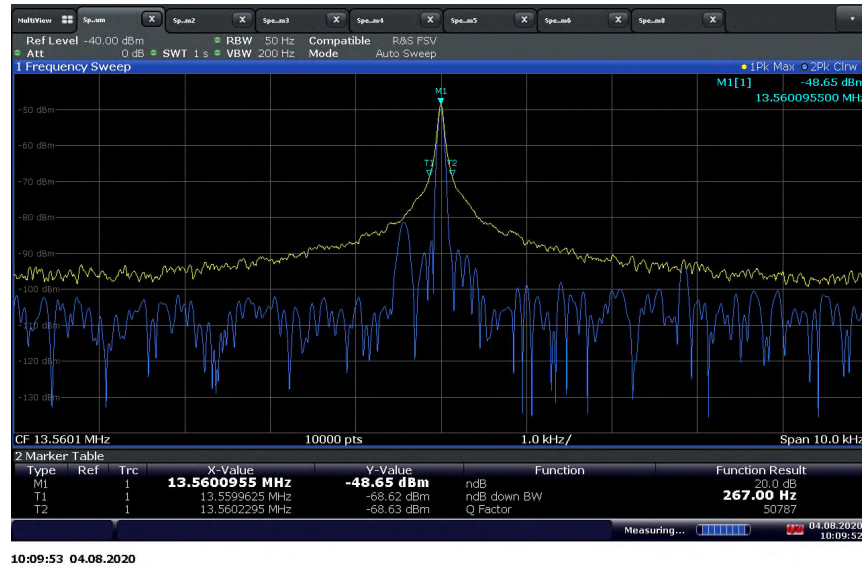 MultiView Sp..um X Sp..m2 X Spe..m3 X Spe..m4 X Spe..m5 X Spe..m6 X Spe..m8 X
Ref Level -40.00 dBm RBW 50 Hz Compatible R&S FSV
Att 0 dB SWT 1 s VBW 200 Hz Mode Auto Sweep
1 Frequency Sweep 1Pk Max 2Pk Clrw
M1[1] -48.65 dBm
13.560095500 MHz
M1
-50 dBm
-60 dBm
T1 T2
-70 dBm
-80 dBm
-90 dBm
-100 dBm
-110 dBm
-120 dBm
-130 dBm
CF 13.5601 MHz 10000 pts 1.0 kHz/ Span 10.0 kHz
2 Marker Table
Type Ref Trc X-Value Y-Value Function Function Result
M1 1 13.5600955 MHz -48.65 dBm ndB 20.0 dB
T1 1 13.5599625 MHz -68.62 dBm ndB down BW 267.00 Hz
T2 1 13.5602295 MHz -68.63 dBm Q Factor 50787
Measuring... 04.08.2020
10:09:52
10:09:53 04.08.2020